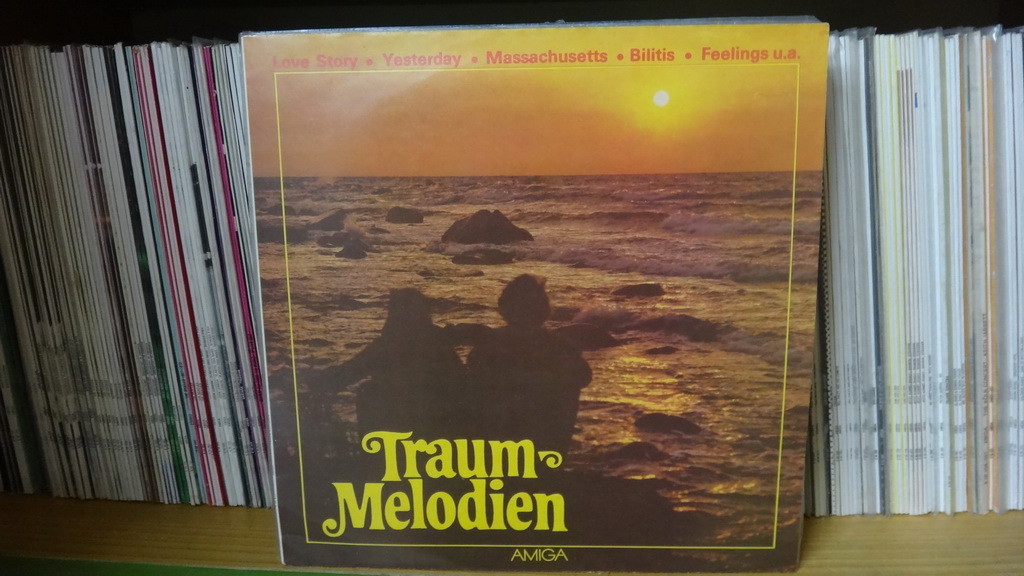 Love Story • Yesterday • Massachusetts • Bilitis • Feelings u.a.
Traum-
Melodien
AMIGA